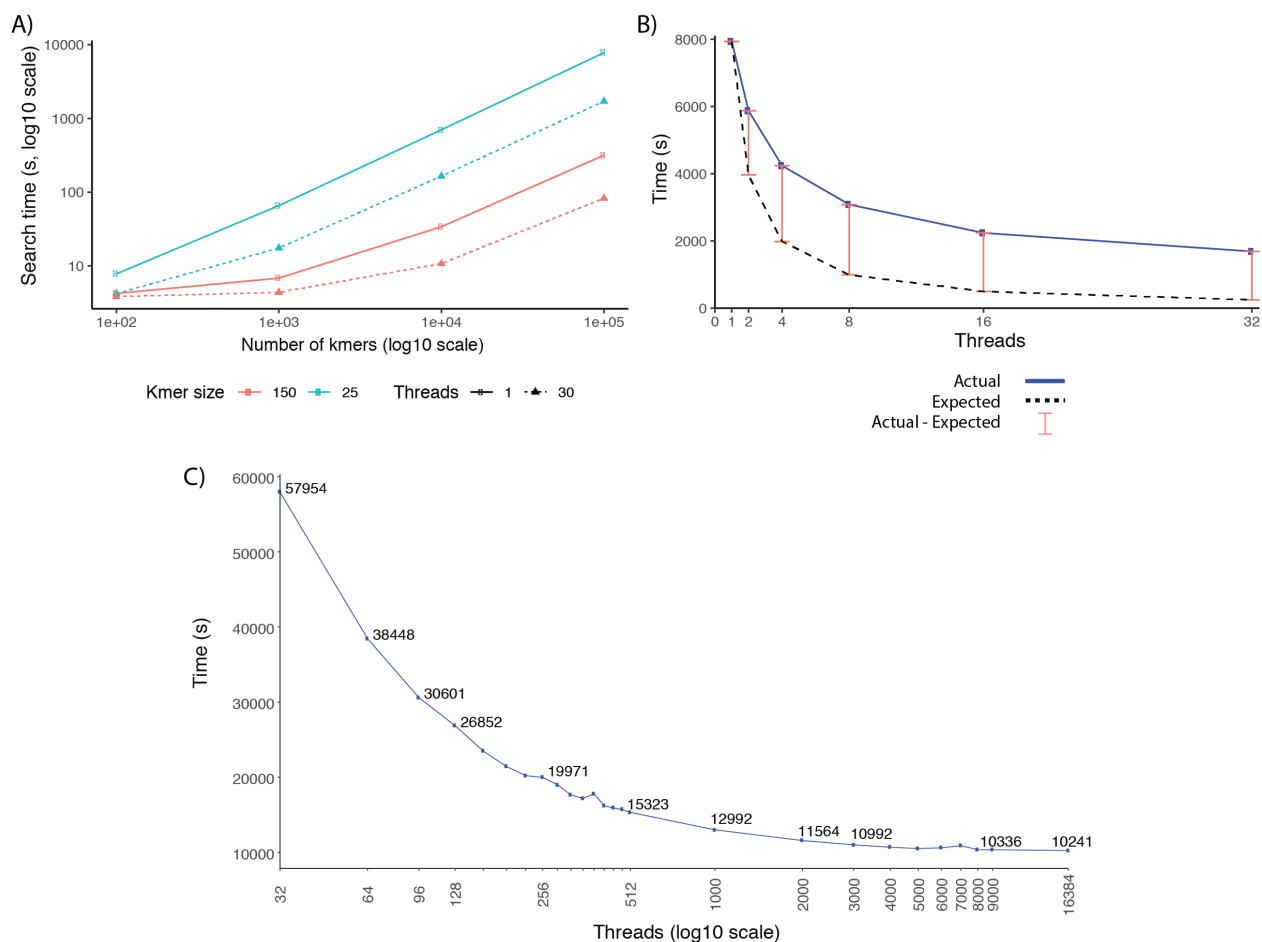 A)
Search time (s, log10 scale)
10000
1000
100
10
1e+02 1e+03 1e+04 1e+05
Number of kmers (log10 scale)
Kmer size 150 25 Threads 1 30
B)
Time (s)
8000
6000
4000
2000
0
0 1 2 4 8 16 32
Threads
Actual
Expected
Actual - Expected
C)
Time (s)
60000
50000
40000
30000
20000
10000
57954
38448
30601
26852
19971
15323
12992
11564
10992
10336
10241
32 64 96 128 256 512 1000 2000 3000 4000 5000 6000 7000 8000 9000 16384
Threads (log10 scale)